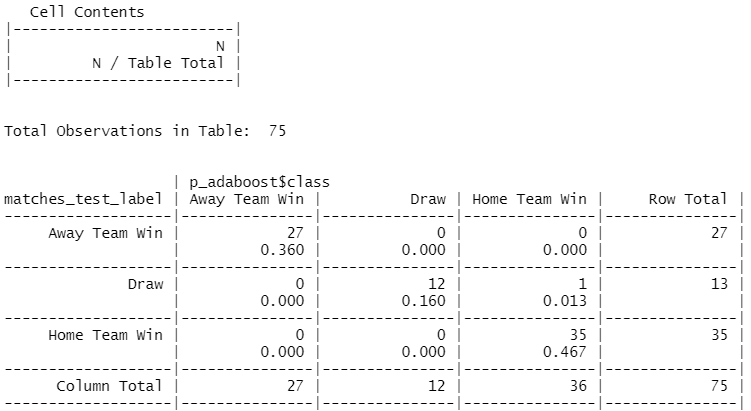 Cell Contents
|-------------------------|
|                       N |
|         N / Table Total |
|-------------------------|
Total Observations in Table:  75
                   | p_adaboost$class
matches_test_label | Away Team Win |          Draw | Home Team Win |     Row Total |
-------------------|---------------|---------------|---------------|---------------|
     Away Team Win |            27 |             0 |             0 |            27 |
                   |         0.360 |         0.000 |         0.000 |               |
-------------------|---------------|---------------|---------------|---------------|
              Draw |             0 |            12 |             1 |            13 |
                   |         0.000 |         0.160 |         0.013 |               |
-------------------|---------------|---------------|---------------|---------------|
     Home Team Win |             0 |             0 |            35 |            35 |
                   |         0.000 |         0.000 |         0.467 |               |
-------------------|---------------|---------------|---------------|---------------|
      Column Total |            27 |            12 |            36 |            75 |
-------------------|---------------|---------------|---------------|---------------|